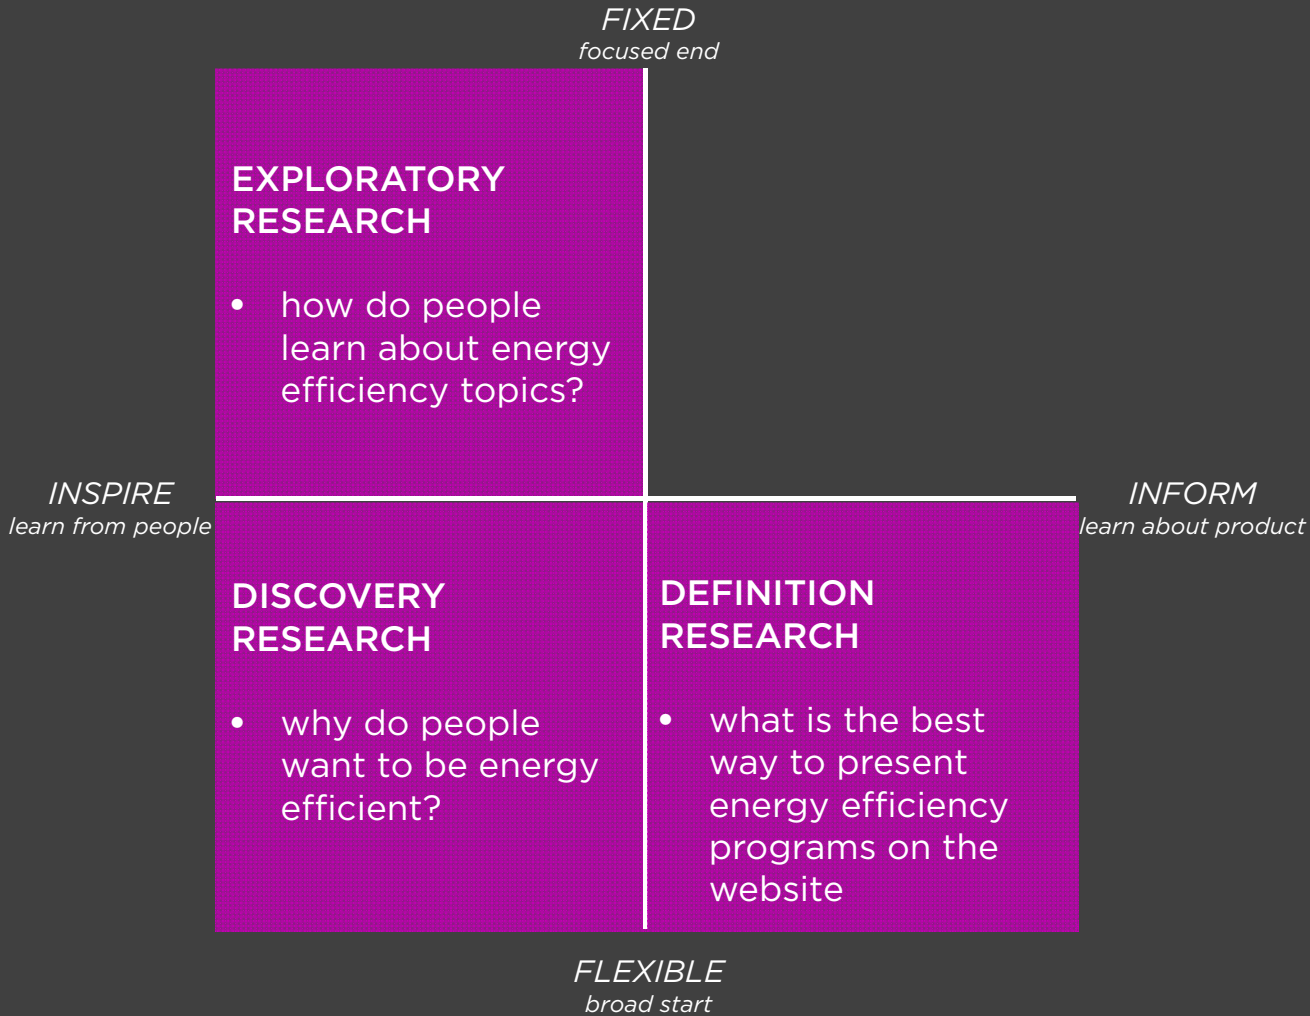 FIXED
focused end
EXPLORATORY
RESEARCH
• how do people
learn about energy
efficiency topics?
INSPIRE
learn from people
INFORM
learn about product
DISCOVERY
RESEARCH
• why do people
want to be energy
efficient?
DEFINITION
RESEARCH
• what is the best
way to present
energy efficiency
programs on the
website
FLEXIBLE
broad start